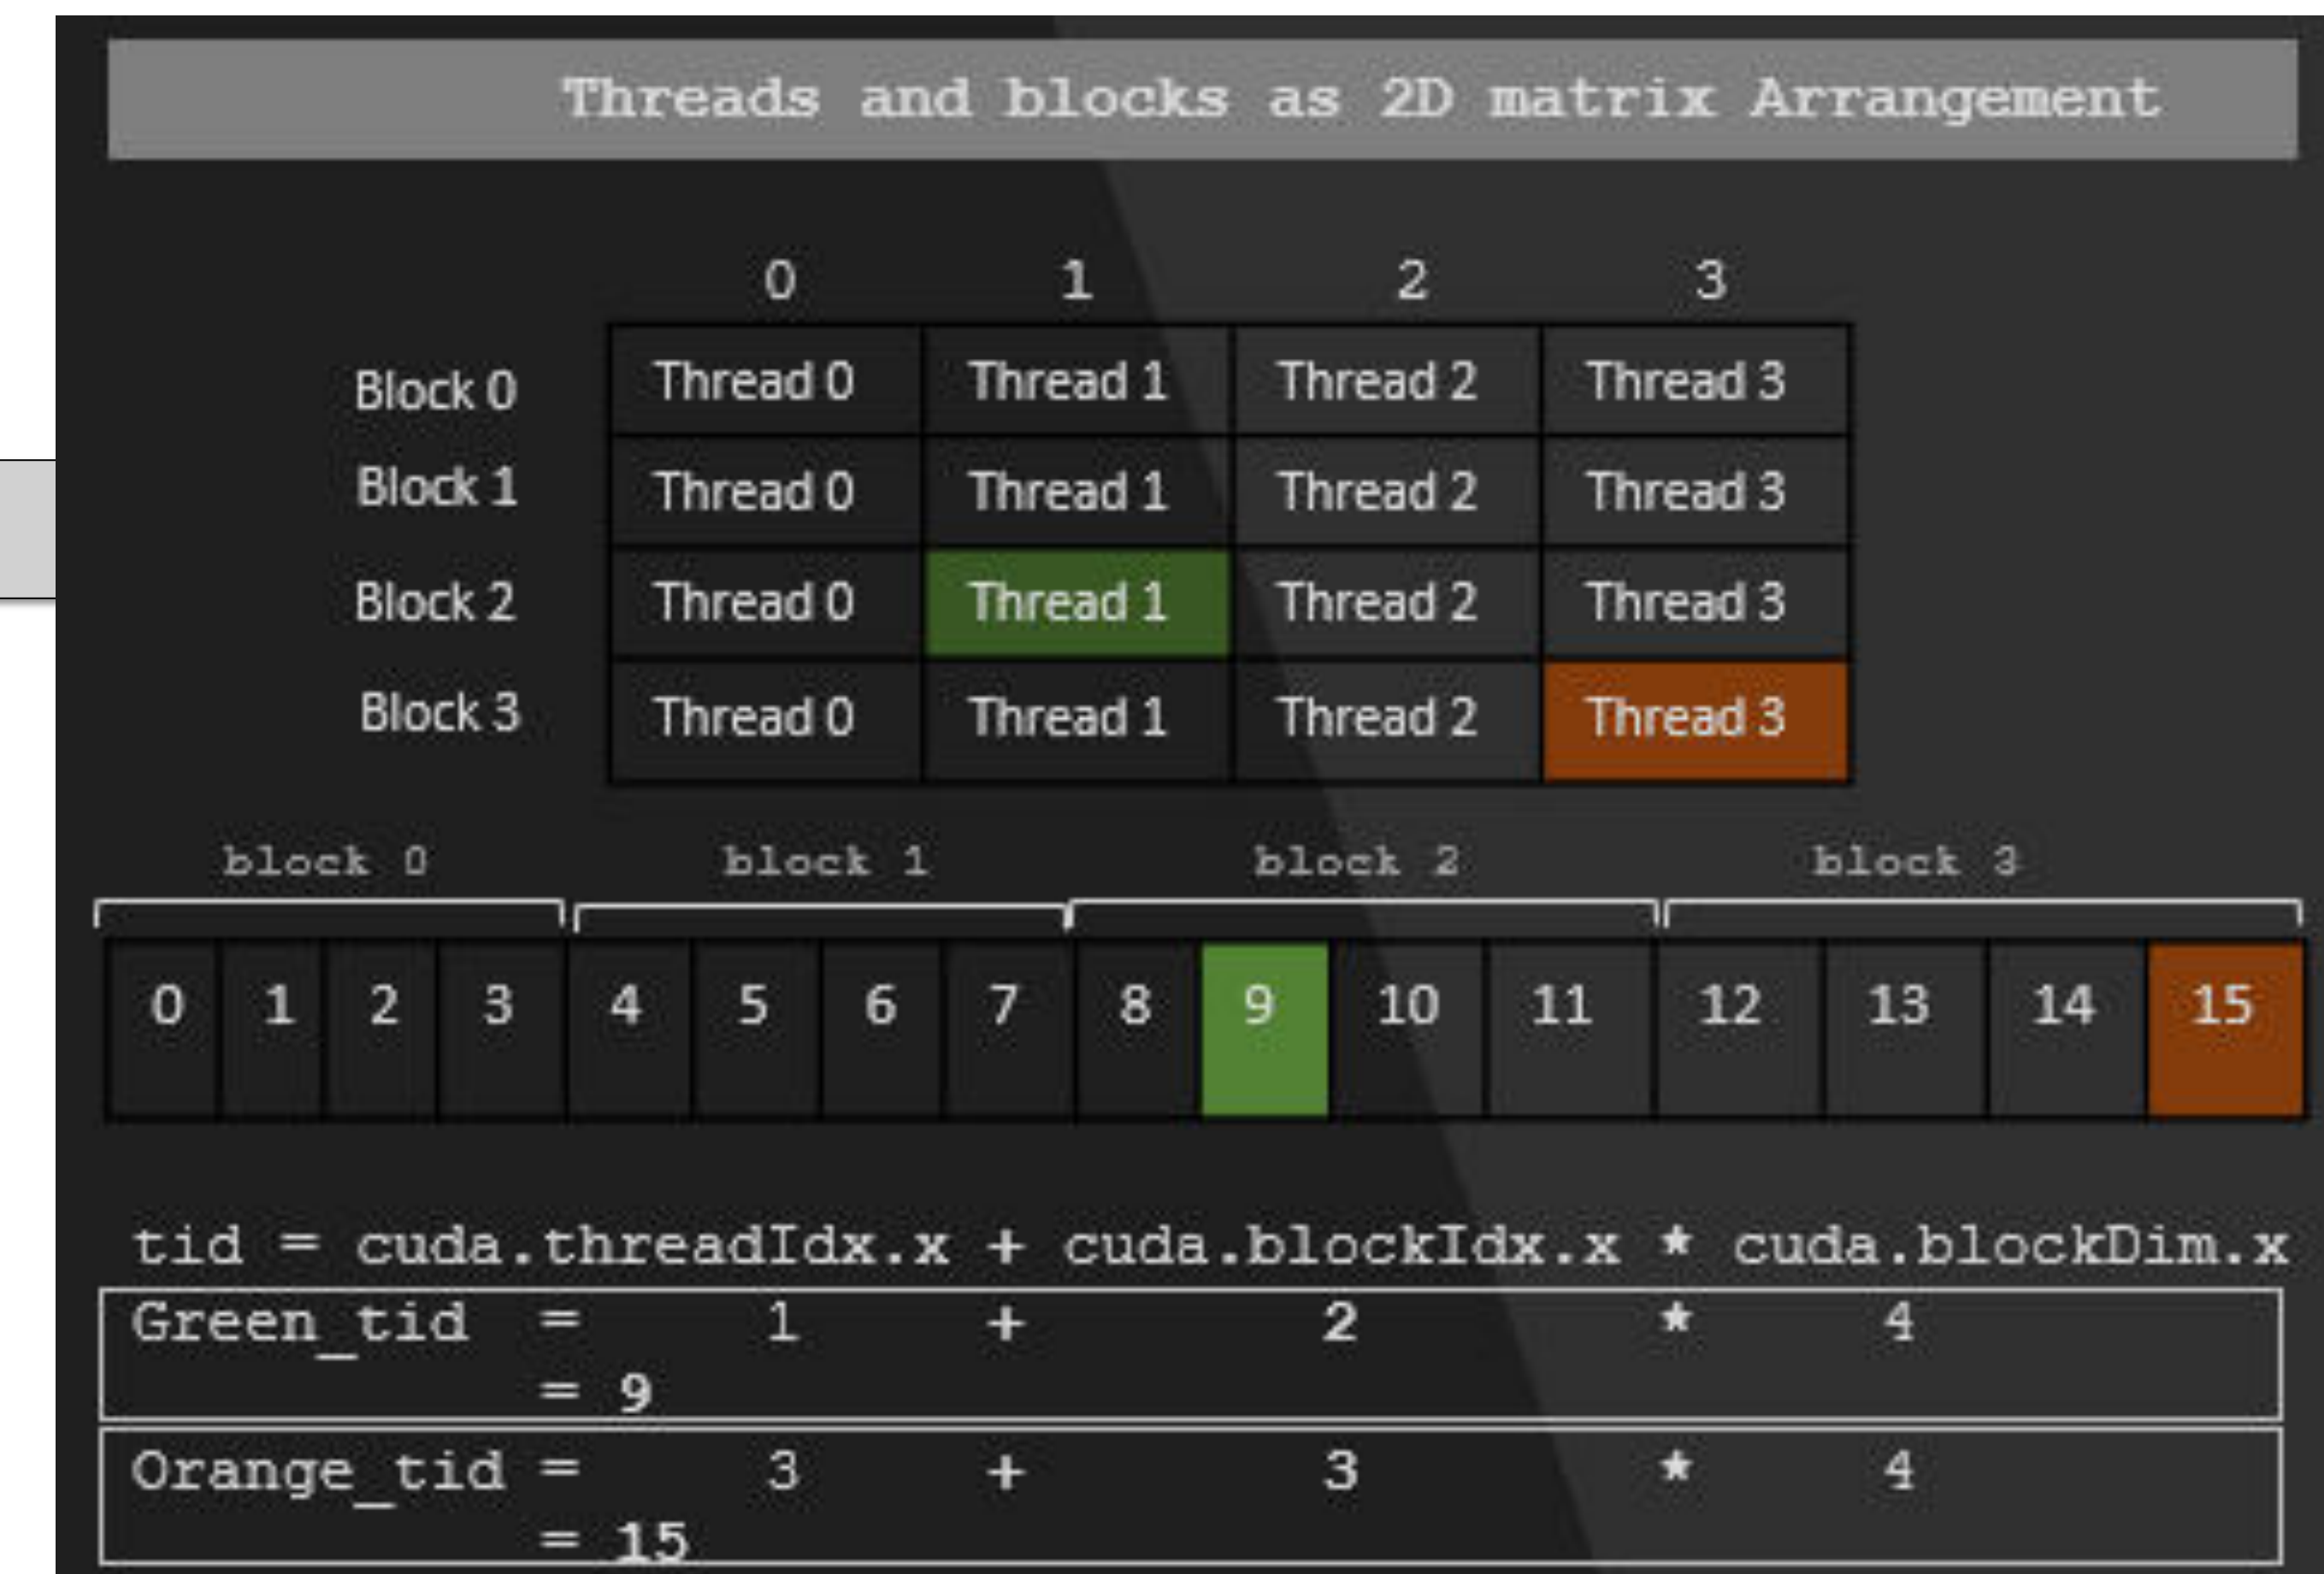 Threads and blocks as 2D matrix Arrangement
0 1 2 3
Block 0 Thread 0 Thread 1 Thread 2 Thread 3
Block 1 Thread 0 Thread 1 Thread 2 Thread 3
Block 2 Thread 0 Thread 1 Thread 2 Thread 3
Block 3 Thread 0 Thread 1 Thread 2 Thread 3
block 0 block 1 block 2 block 3
0 1 2 3 4 5 6 7 8 9 10 11 12 13 14 15
tid = cuda.threadIdx.x + cuda.blockIdx.x * cuda.blockDim.x
Green_tid = 1 + 2 * 4
= 9
Orange_tid = 3 + 3 * 4
= 15